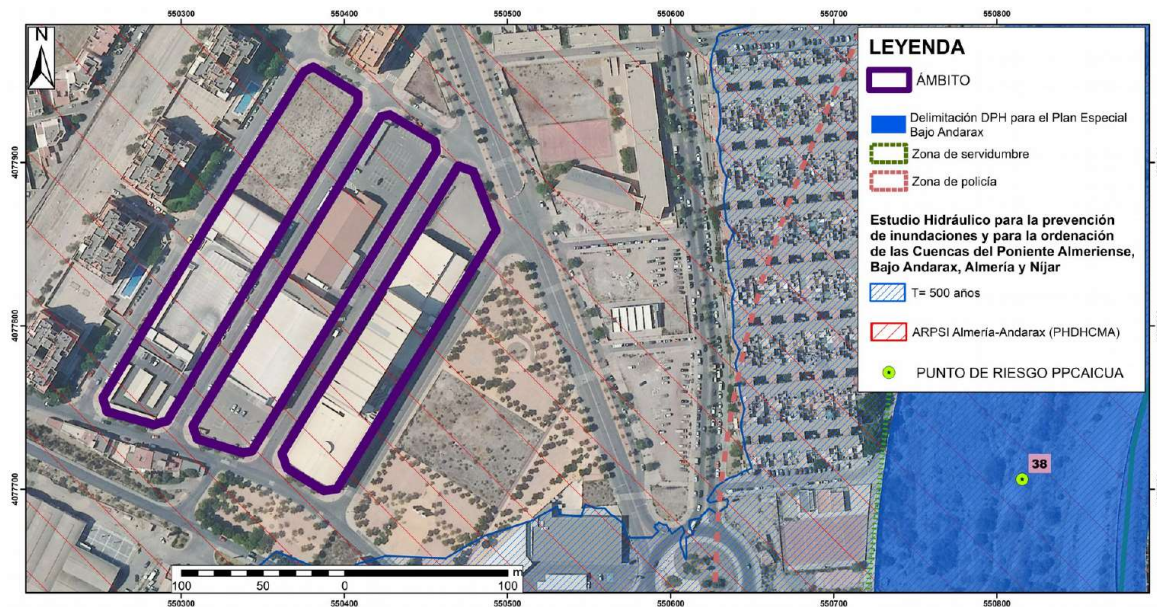 550300 550400 550500 550600 550700 550800
N
LEYENDA
ÁMBITO
Delimitación DPH para el Plan Especial
Bajo Andarax
Zona de servidumbre
Zona de policía
Estudio Hidráulico para la prevención
de inundaciones y para la ordenación
de las Cuencas del Poniente Almeriense,
Bajo Andarax, Almería y Níjar
T= 500 años
ARPSI Almería-Andarax (PHDHCMA)
PUNTO DE RIESGO PPCAICUA
4077900
4077800
4077700
38
m
100 50 0 100
550300 550400 550500 550600 550700 550800